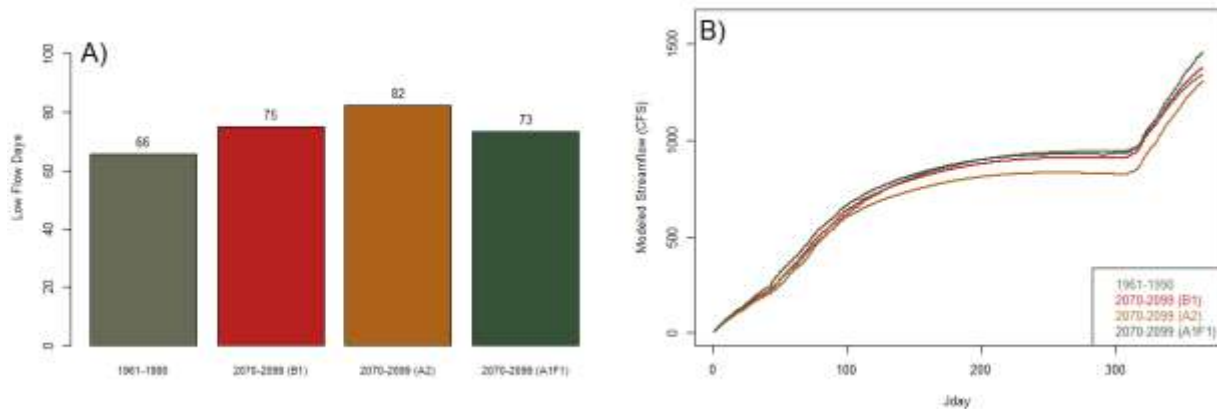 A)
Low Flow Days
100
80
60
40
20
0
66
75
82
73
1961-1990
2070-2099 (B1)
2070-2099 (A2)
2070-2099 (A1F1)
B)
Modeled Streamflow (CFS)
1500
1000
500
0
0
100
200
300
Jday
1961-1990
2070-2099 (B1)
2070-2099 (A2)
2070-2099 (A1F1)